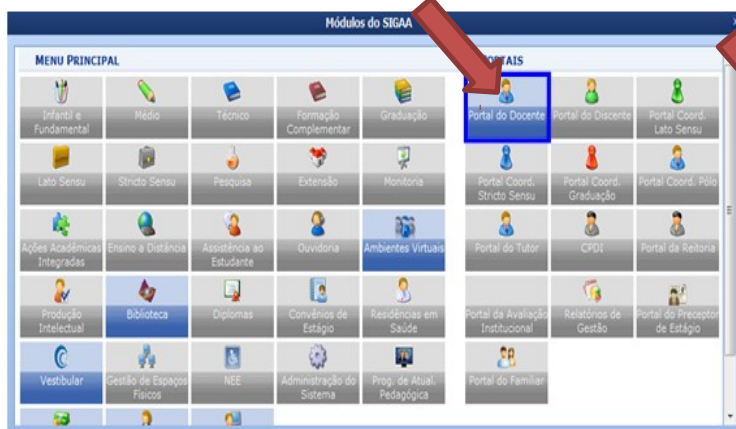 Módulos do SIGAA
MENU PRINCIPAL
Infantil e
Fundamental
Médio
Técnico
Formação
Complementar
Graduação
Lato Sensu
Stricto Sensu
Pesquisa
Extensão
Monitoria
Ações Acadêmicas
Integradas
Ensino a Distância
Assistência ao
Estudante
Ouvidoria
Ambientes Virtuais
Produção
Intelectual
Biblioteca
Diplomas
Convênios de
Estágio
Residências em
Saúde
Vestibular
Gestão de Espaços
Físicos
NEE
Administração do
Sistema
Prog. de Atual.
Pedagógica
Portal do Docente
Portal do Discente
Portal Coord.
Lato Sensu
Portal Coord.
Stricto Sensu
Portal Coord.
Graduação
Portal Coord. Pólo
Portal do Tutor
CPDI
Portal da Reitoria
Portal da Avaliação
Institucional
Relatórios de
Gestão
Portal do Preceptor
de Estágio
Portal do Familiar